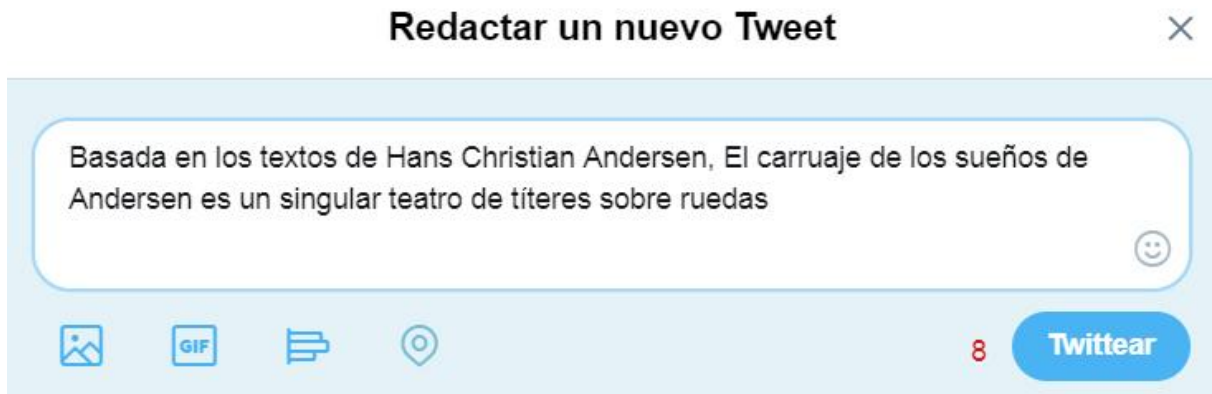 Redactar un nuevo Tweet
Basada en los textos de Hans Christian Andersen, El carruaje de los sueños de
Andersen es un singular teatro de títeres sobre ruedas
GIF
8 Twittear